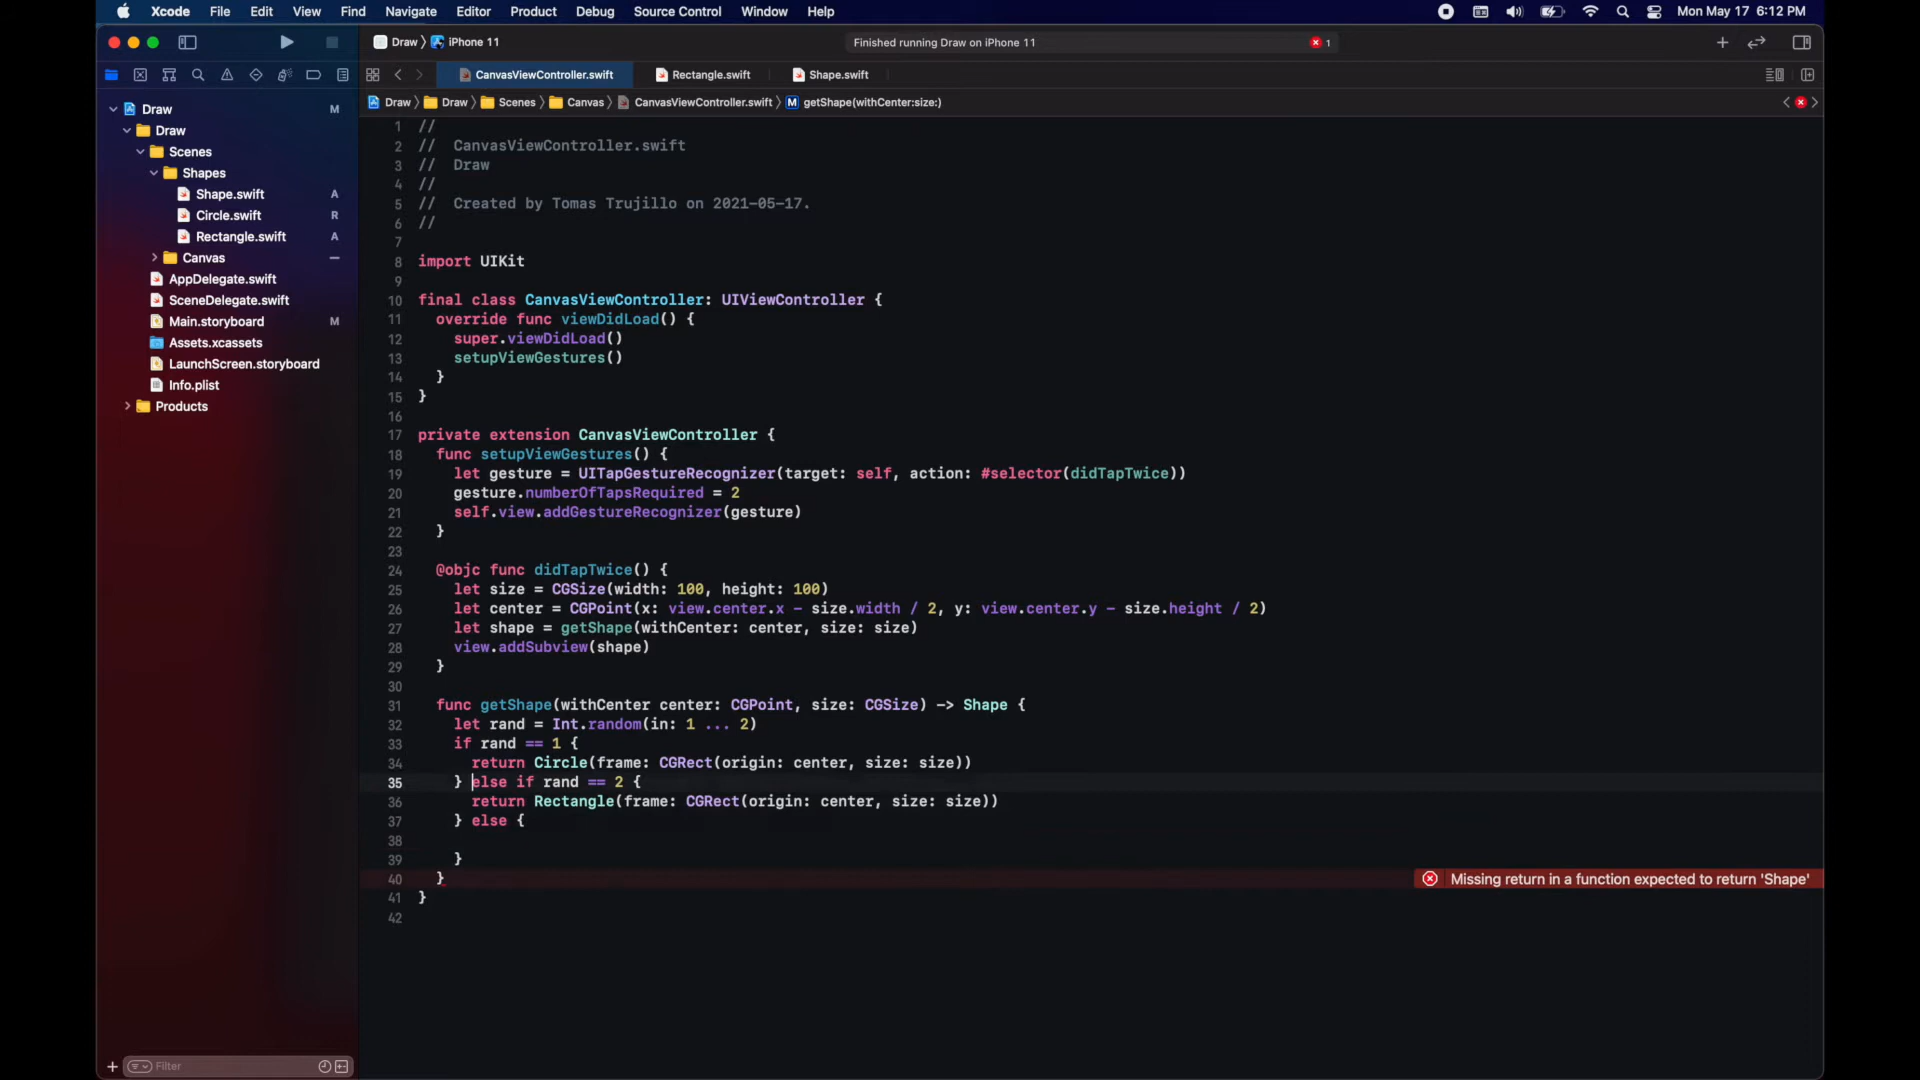 Xcode File Edit View Find Navigate Editor Product Debug Source Control Window Help Mon May 17 6:12 PM
Draw 〉 iPhone 11 Finished running Draw on iPhone 11 1
CanvasViewController.swift Rectangle.swift Shape.swift
Draw 〉 Draw 〉 Scenes 〉 Canvas 〉 CanvasViewController.swift 〉 M getShape(withCenter:size:)
Draw M
Draw
Scenes
Shapes
Shape.swift A
Circle.swift R
Rectangle.swift A
Canvas
AppDelegate.swift
SceneDelegate.swift
Main.storyboard M
Assets.xcassets
LaunchScreen.storyboard
Info.plist
Products
Filter
1 //
2 //  CanvasViewController.swift
3 //  Draw
4 //
5 //  Created by Tomas Trujillo on 2021-05-17.
6 //
7
8 import UIKit
9
10 final class CanvasViewController: UIViewController {
11   override func viewDidLoad() {
12     super.viewDidLoad()
13     setupViewGestures()
14   }
15 }
16
17 private extension CanvasViewController {
18   func setupViewGestures() {
19     let gesture = UITapGestureRecognizer(target: self, action: #selector(didTapTwice))
20     gesture.numberOfTapsRequired = 2
21     self.view.addGestureRecognizer(gesture)
22   }
23
24   @objc func didTapTwice() {
25     let size = CGSize(width: 100, height: 100)
26     let center = CGPoint(x: view.center.x - size.width / 2, y: view.center.y - size.height / 2)
27     let shape = getShape(withCenter: center, size: size)
28     view.addSubview(shape)
29   }
30
31   func getShape(withCenter center: CGPoint, size: CGSize) -> Shape {
32     let rand = Int.random(in: 1 ... 2)
33     if rand == 1 {
34       return Circle(frame: CGRect(origin: center, size: size))
35     } else if rand == 2 {
36       return Rectangle(frame: CGRect(origin: center, size: size))
37     } else {
38
39     }
40   } Missing return in a function expected to return 'Shape'
41 }
42